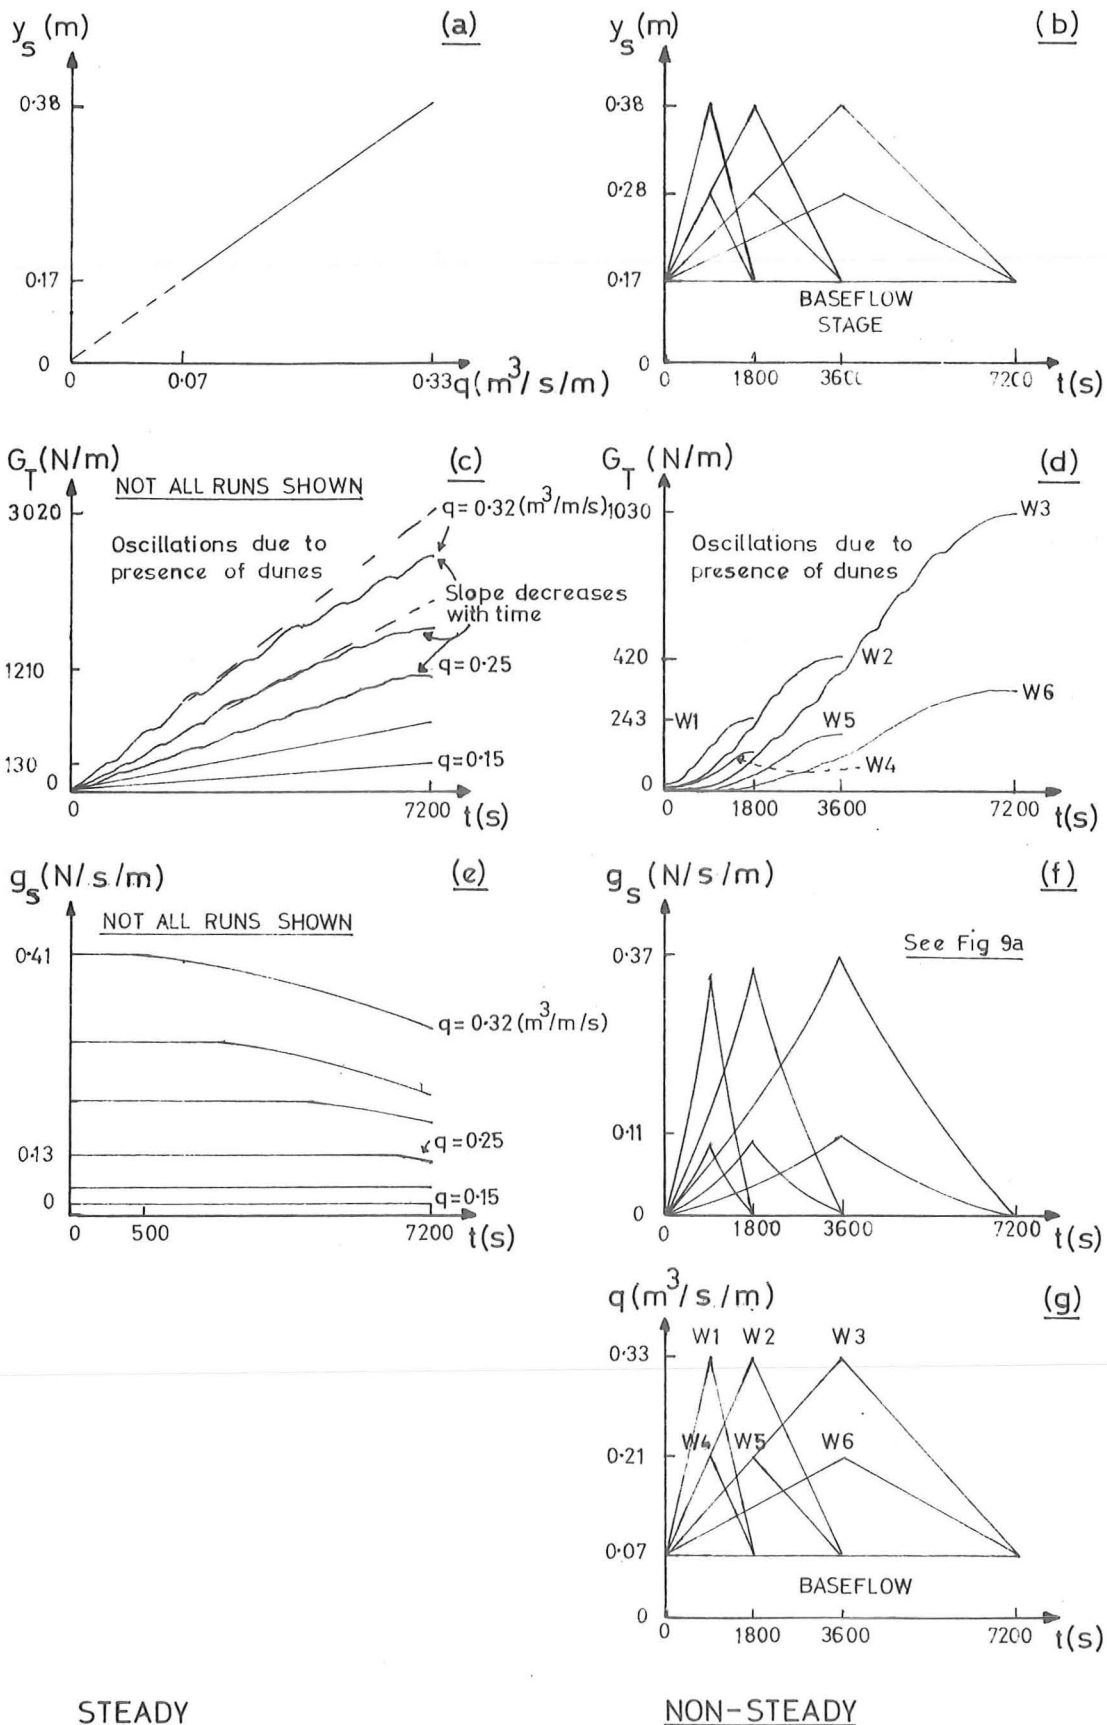 y_s (m)
(a)
0.38
0.17
0
0
0.07
0.33
q(m³/s/m)
y_s (m)
(b)
0.38
0.28
0.17
BASEFLOW
STAGE
0
0
1800
3600
7200
t(s)
G_T (N/m)
(c)
NOT ALL RUNS SHOWN
3020
q=0.32(m³/m/s)
Oscillations due to
presence of dunes
Slope decreases
with time
1210
q=0.25
130
q=0.15
0
7200
t(s)
G_T (N/m)
(d)
1030
W3
Oscillations due to
presence of dunes
420
W2
W6
243
W1
W5
W4
0
0
1800
3600
7200
t(s)
g_s (N/s/m)
(e)
NOT ALL RUNS SHOWN
0.41
q=0.32(m³/m/s)
q=0.25
0.13
0
q=0.15
0
500
7200
t(s)
g_s (N/s/m)
(f)
See Fig 9a
0.37
0.11
0
0
1800
3600
7200
t(s)
q(m³/s/m)
(g)
W1
W2
W3
0.33
W4
W5
W6
0.21
0.07
BASEFLOW
0
0
1800
3600
7200
t(s)
STEADY
NON-STEADY